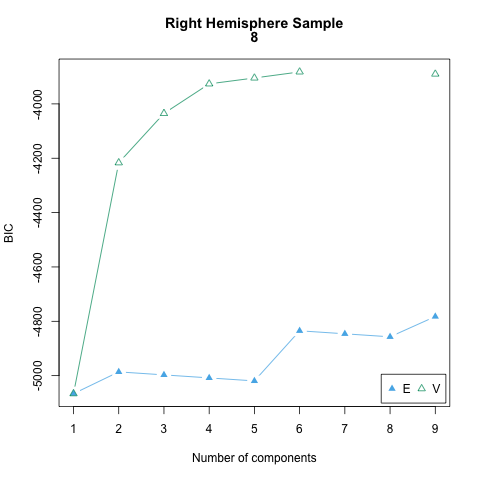 Right Hemisphere Sample
8
BIC
-4000
-4200
-4400
-4600
-4800
-5000
E V
1 2 3 4 5 6 7 8 9
Number of components